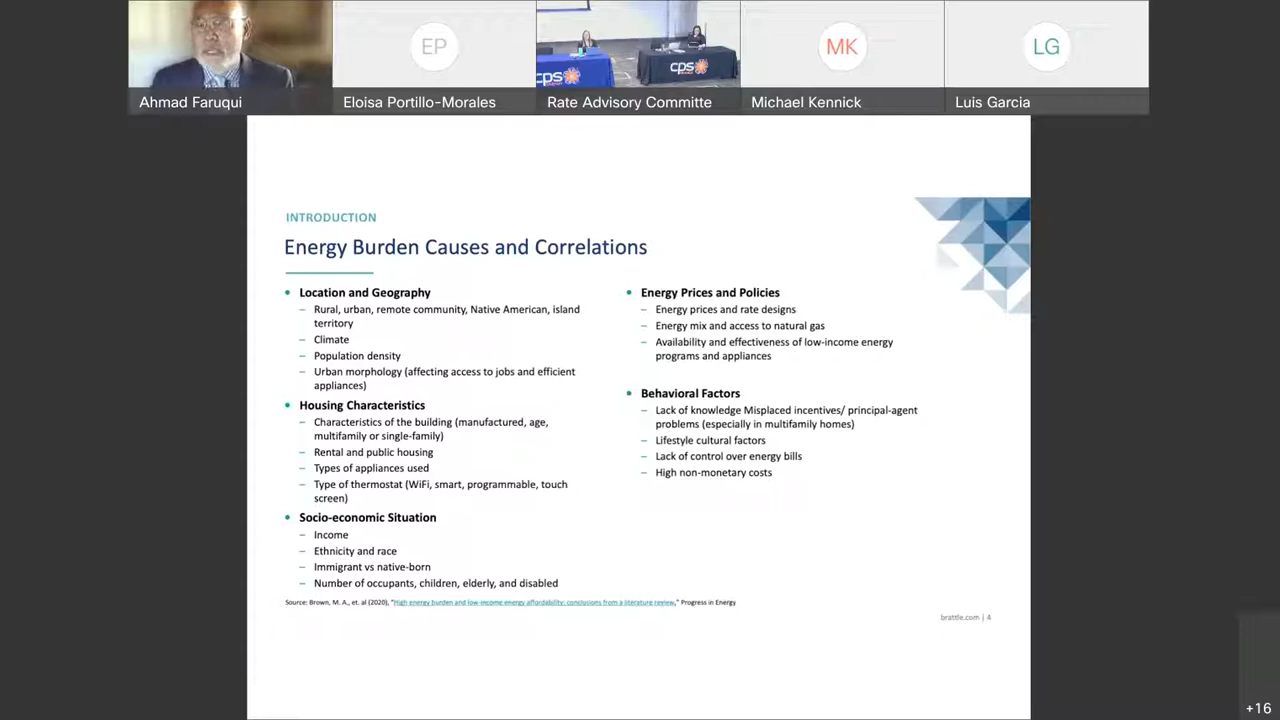 EP
MK
LG
cps
cps
Ahmad Faruqui
Eloisa Portillo-Morales
Rate Advisory Committe
Michael Kennick
Luis Garcia
INTRODUCTION
Energy Burden Causes and Correlations
• Location and Geography
– Rural, urban, remote community, Native American, island
territory
– Climate
– Population density
– Urban morphology (affecting access to jobs and efficient
appliances)
• Housing Characteristics
– Characteristics of the building (manufactured, age,
multifamily or single-family)
– Rental and public housing
– Types of appliances used
– Type of thermostat (WiFi, smart, programmable, touch
screen)
• Socio-economic Situation
– Income
– Ethnicity and race
– Immigrant vs native-born
– Number of occupants, children, elderly, and disabled
• Energy Prices and Policies
– Energy prices and rate designs
– Energy mix and access to natural gas
– Availability and effectiveness of low-income energy
programs and appliances
• Behavioral Factors
– Lack of knowledge Misplaced incentives/ principal-agent
problems (especially in multifamily homes)
– Lifestyle cultural factors
– Lack of control over energy bills
– High non-monetary costs
Source: Brown, M. A., et. al (2020), "High energy burden and low-income energy affordability: conclusions from a literature review," Progress in Energy
brattle.com | 4
+16